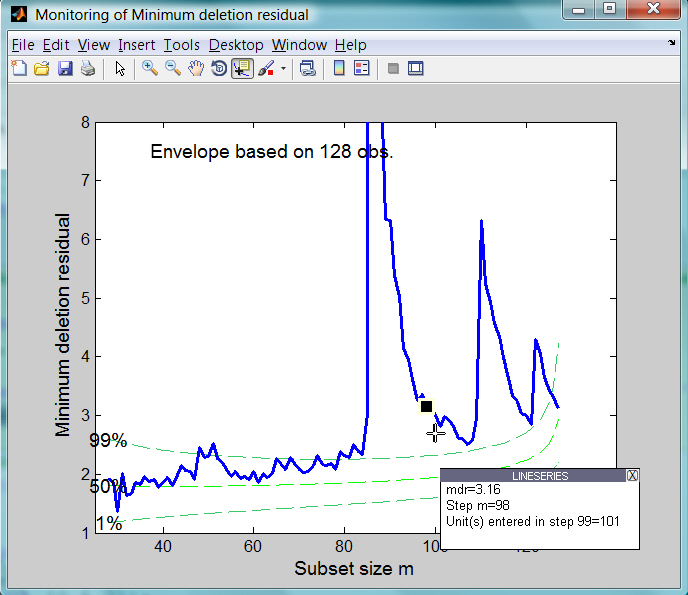 Monitoring of Minimum deletion residual
File Edit View Insert Tools Desktop Window Help
Envelope based on 128 obs.
8
7
6
5
4
3
2
1
Minimum deletion residual
99%
50%
1%
40
60
80
100
120
Subset size m
LINESERIES X
mdr=3.16
Step m=98
Unit(s) entered in step 99=101